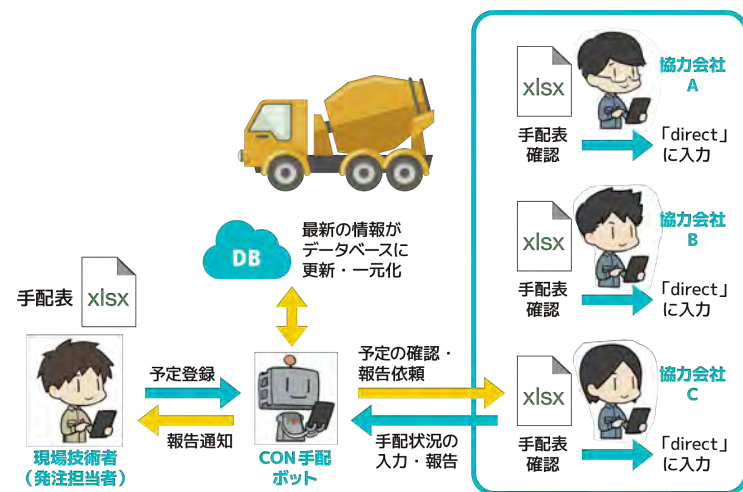 手配表
xlsx
現場技術者
（発注担当者）
予定登録
報告通知
DB
最新の情報が
データベースに
更新・一元化
CON手配
ボット
予定の確認・
報告依頼
手配状況の
入力・報告
xlsx
手配表
確認
協力会社
A
「direct」
に入力
xlsx
手配表
確認
協力会社
B
「direct」
に入力
xlsx
手配表
確認
協力会社
C
「direct」
に入力